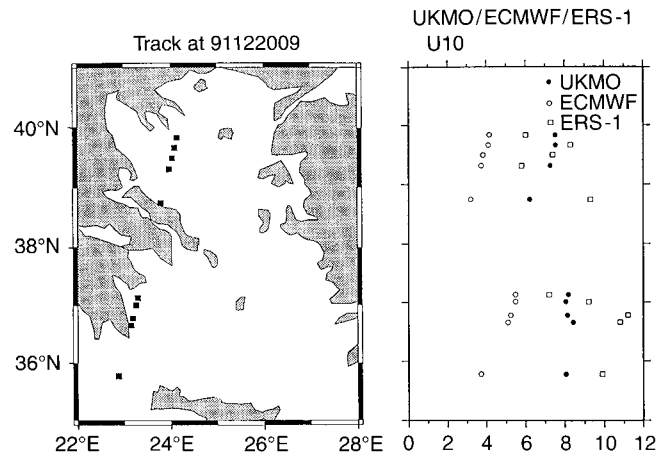 UKMO/ECMWF/ERS-1
Track at 91122009
U10
UKMO
ECMWF
ERS-1
40°N
38°N
36°N
22°E 24°E 26°E 28°E
0 2 4 6 8 10 12